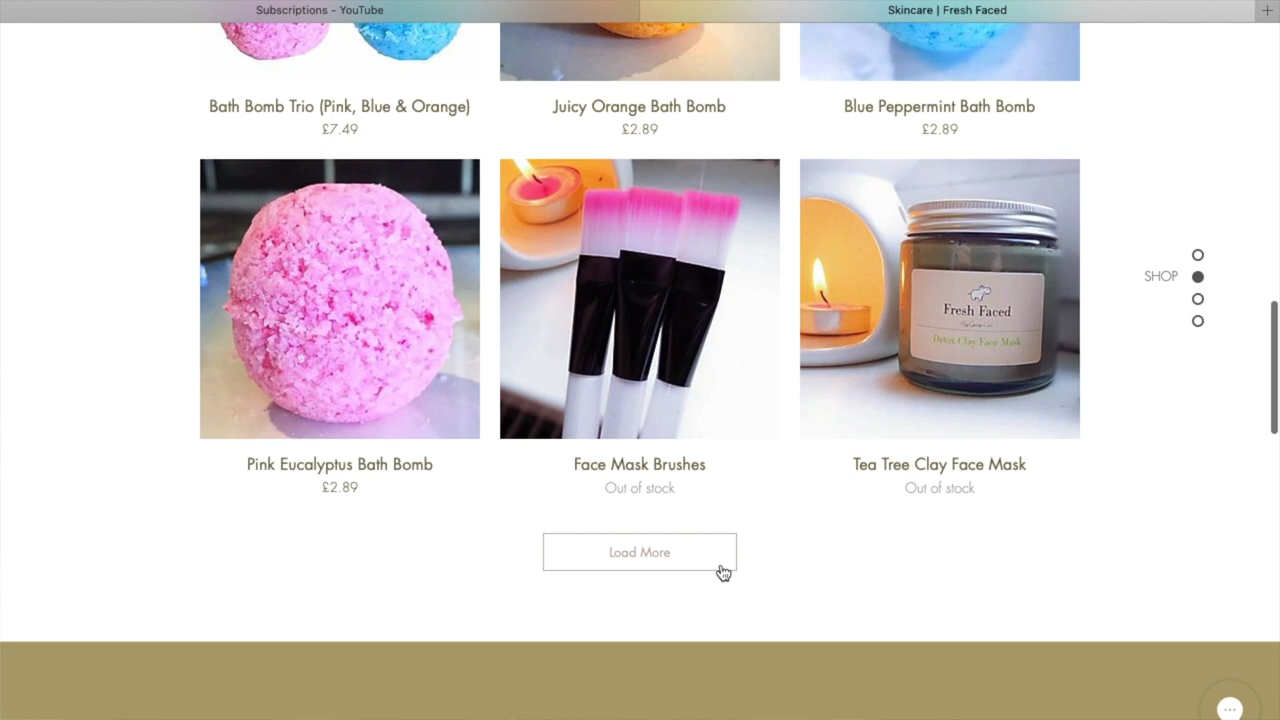 Subscriptions - YouTube
Skincare | Fresh Faced
Bath Bomb Trio (Pink, Blue & Orange)
£7.49
Juicy Orange Bath Bomb
£2.89
Blue Peppermint Bath Bomb
£2.89
SHOP
Fresh Faced
Detox Clay Face Mask
Pink Eucalyptus Bath Bomb
£2.89
Face Mask Brushes
Out of stock
Tea Tree Clay Face Mask
Out of stock
Load More